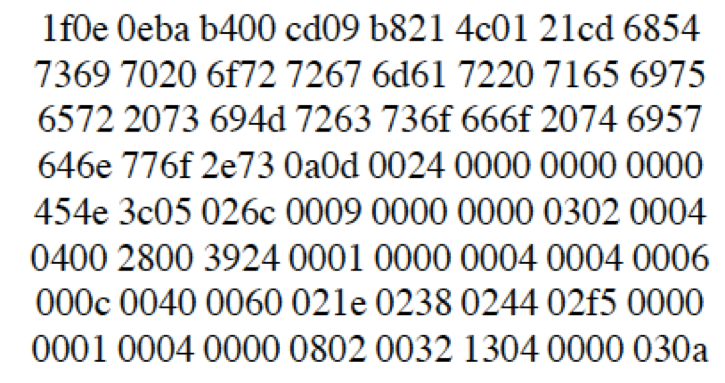 1f0e 0eba b400 cd09 b821 4c01 21cd 6854
7369 7020 6f72 7267 6d61 7220 7165 6975
6572 2073 694d 7263 736f 666f 2074 6957
646e 776f 2e73 0a0d 0024 0000 0000 0000
454e 3c05 026c 0009 0000 0000 0302 0004
0400 2800 3924 0001 0000 0004 0004 0006
000c 0040 0060 021e 0238 0244 02f5 0000
0001 0004 0000 0802 0032 1304 0000 030a